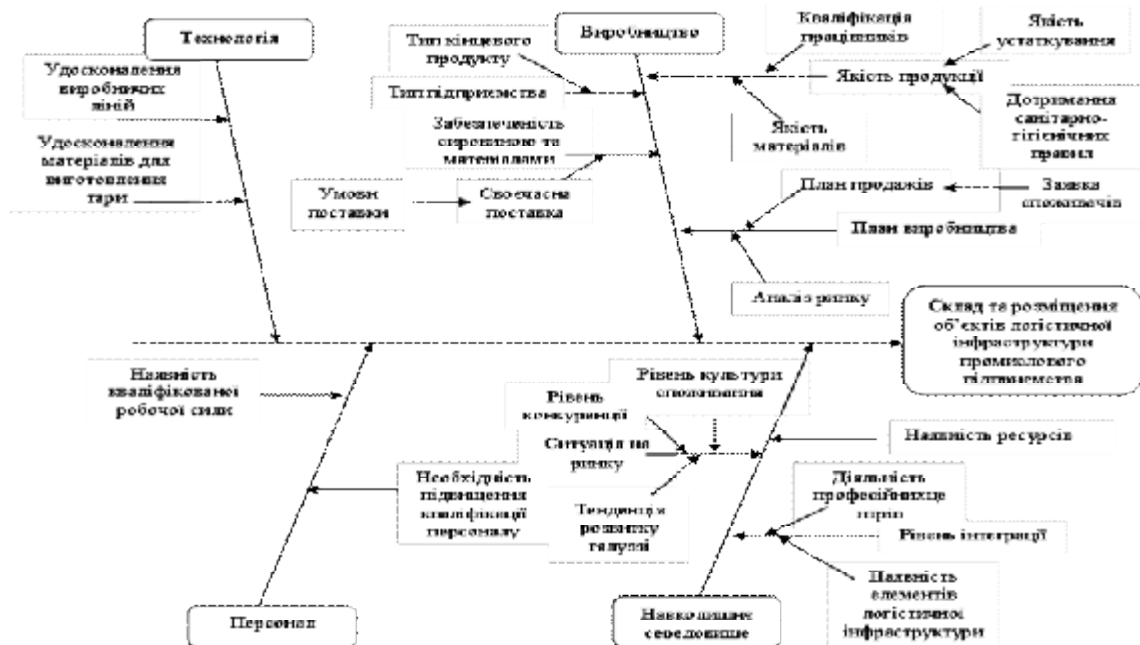 Технологія
Виробництво
Тип кінцевого
продукту
Кваліфікація
працівників
Якість
устаткування
Удосконалення
виробничих
ліній
Тип підприємства
Якість продукції
Забезпеченість
сировиною та
матеріалами
Якість
матеріалів
Дотримання
санітарно-
гігієнічних
правил
Удосконалення
матеріалів для
виготовлення
тари
Умови
поставки
Своєчасна
поставка
План продажів
Заявка
споживачів
План виробництва
Аналіз ринку
Склад та розміщення
об’єктів логістичної
інфраструктури
промислового
підприємства
Наявність
кваліфікованої
робочої сили
Рівень культури
споживання
Рівень
конкуренції
Ситуація на
ринку
Наявність ресурсів
Необхідність
підвищення
кваліфікації
персоналу
Тенденція
розвитку
галузі
Діяльність
Рівень інтеграції
Наявність
елементів
логістичної
інфраструктури
Персонал
Навколишнє
середовище